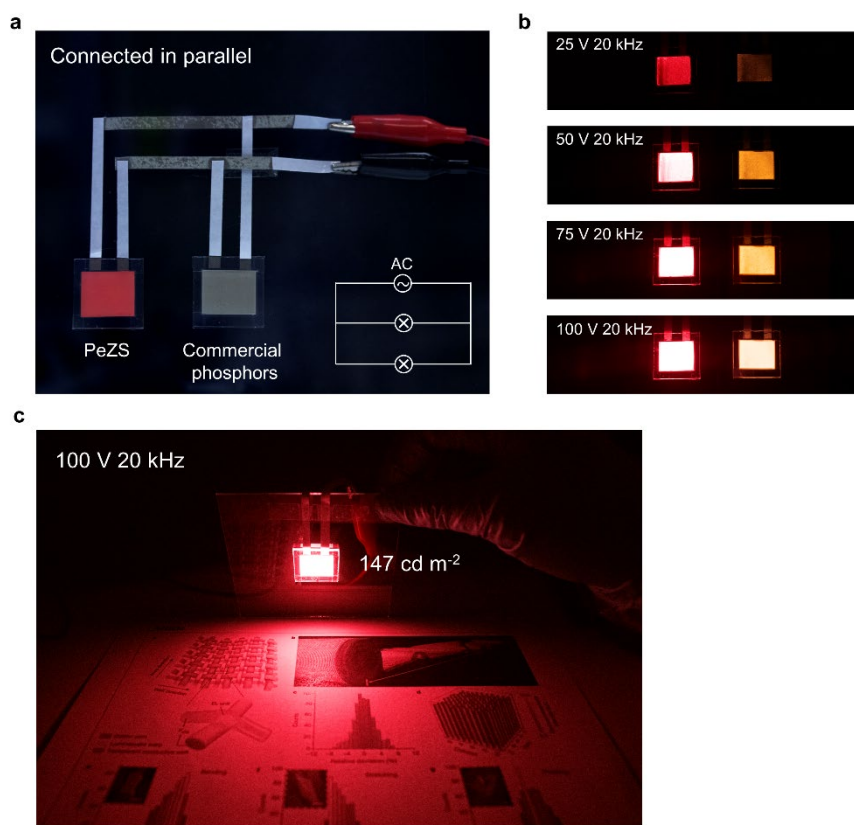 a
Connected in parallel
AC
PeZS
Commercial
phosphors
b
25 V 20 kHz
50 V 20 kHz
75 V 20 kHz
100 V 20 kHz
c
100 V 20 kHz
147 cd m⁻²